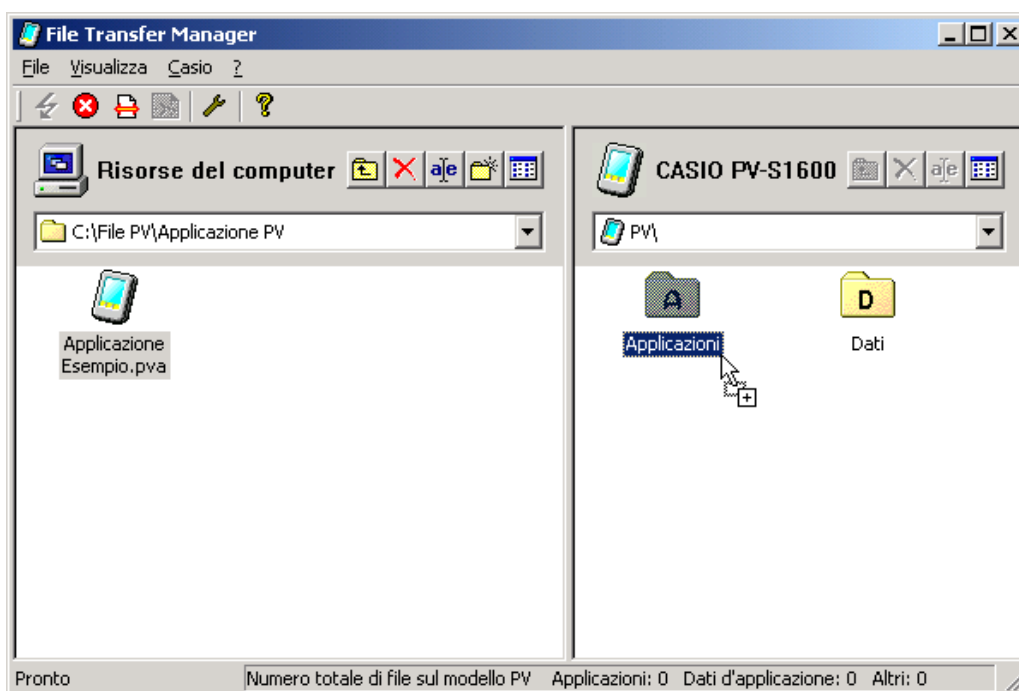 File Transfer Manager
File Visualizza Casio ?
Risorse del computer
CASIO PV-S1600
C:\File PV\Applicazione PV
PV\
Applicazione
Esempio.pva
A
Applicazioni
D
Dati
Pronto
Numero totale di file sul modello PV Applicazioni: 0 Dati d'applicazione: 0 Altri: 0